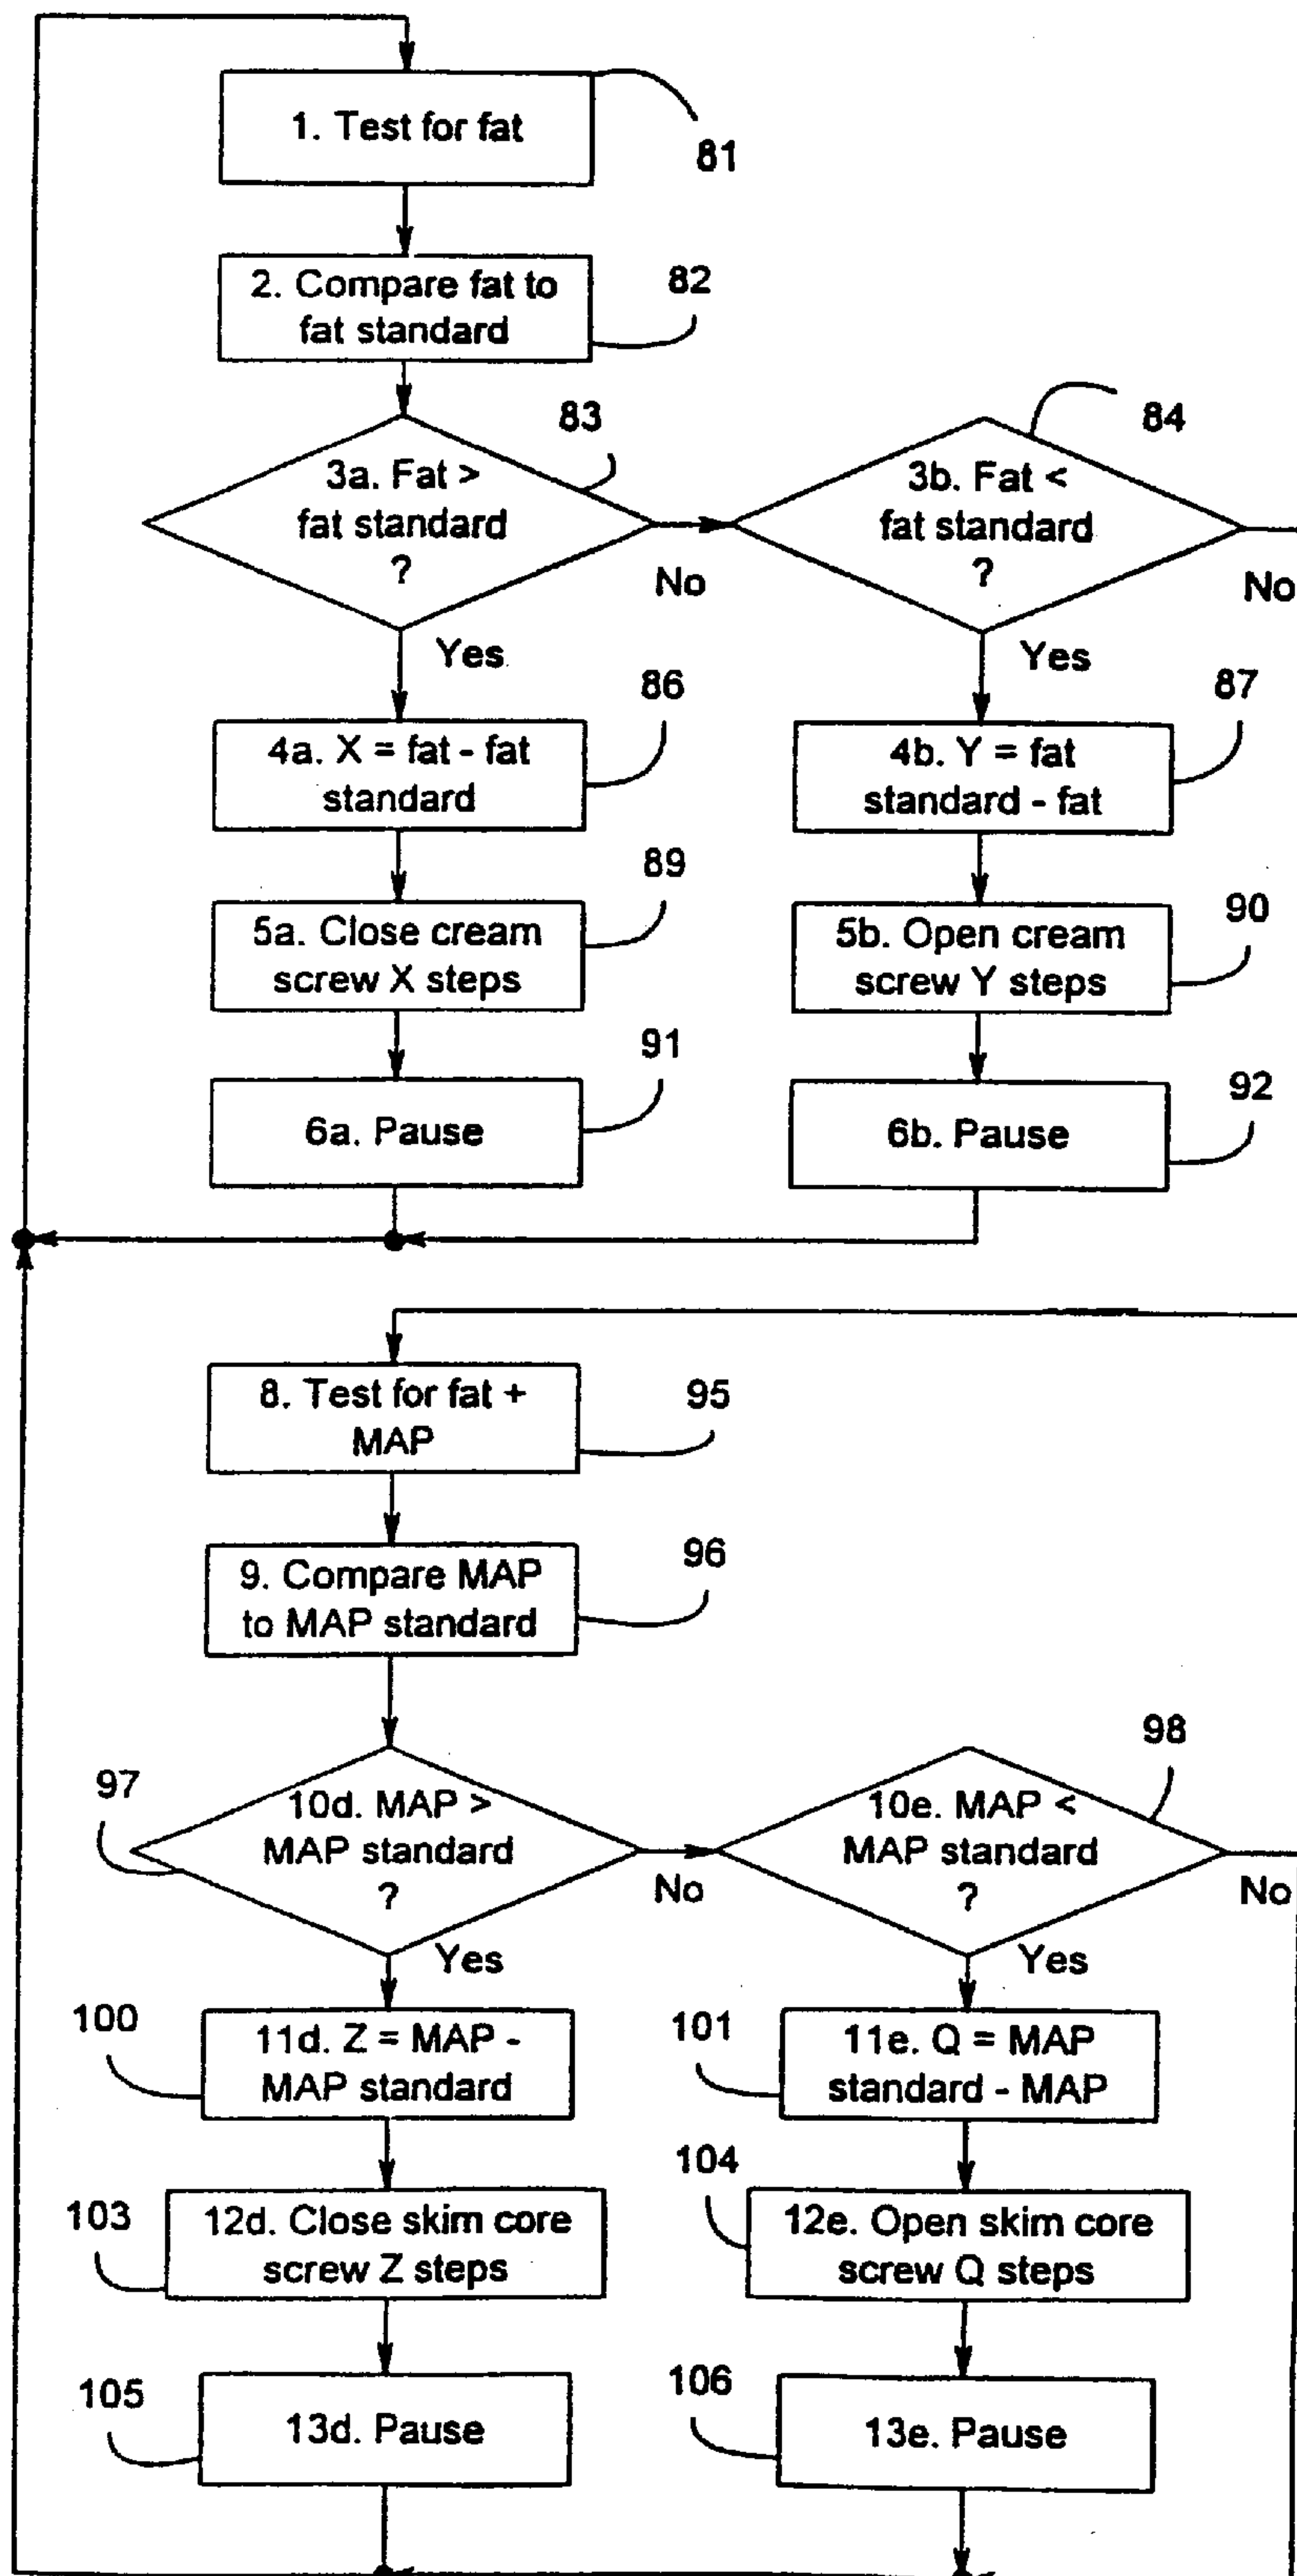 1. Test for fat
81
2. Compare fat to
fat standard
82
83
3a. Fat >
fat standard
?
No
Yes
84
3b. Fat <
fat standard
?
No
Yes
86
4a. X = fat - fat
standard
87
4b. Y = fat
standard - fat
89
5a. Close cream
screw X steps
90
5b. Open cream
screw Y steps
91
6a. Pause
92
6b. Pause
8. Test for fat +
MAP
95
9. Compare MAP
to MAP standard
96
97
10d. MAP >
MAP standard
?
No
Yes
98
10e. MAP <
MAP standard
?
No
Yes
100
11d. Z = MAP -
MAP standard
101
11e. Q = MAP
standard - MAP
103
12d. Close skim core
screw Z steps
104
12e. Open skim core
screw Q steps
105
13d. Pause
106
13e. Pause